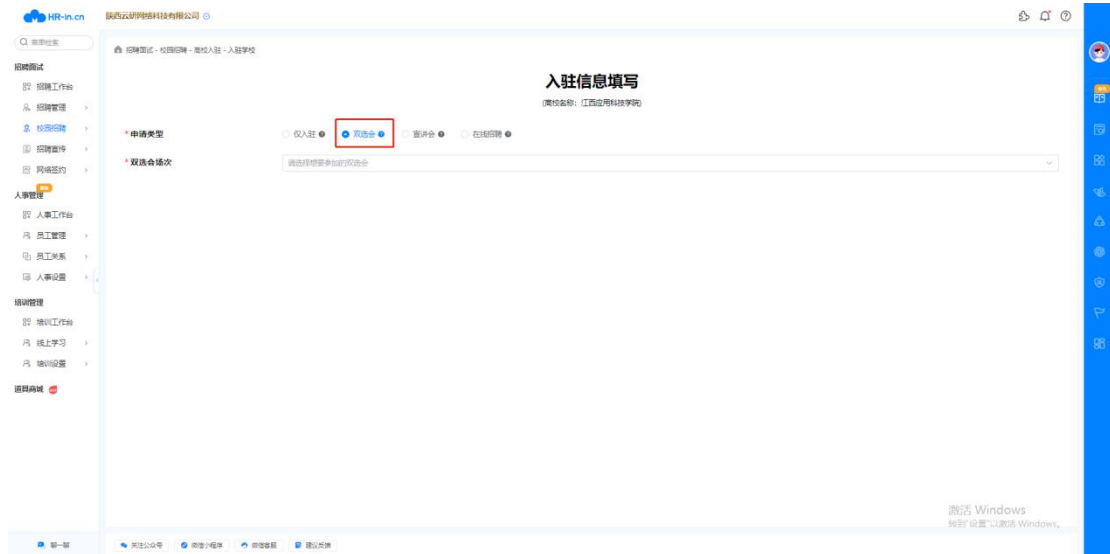 HR-in.cn
陕西云研网络科技有限公司
菜单检索
招聘面试 - 校园招聘 - 高校入驻 - 入驻学校
招聘面试
招聘工作台
招聘管理
校园招聘
招聘宣传
网络签约
人事管理
人事工作台
员工管理
员工关系
人事设置
培训管理
培训工作台
线上学习
培训设置
道具商城
聊一聊
入驻信息填写
(高校名称：江西应用科技学院)
* 申请类型
仅入驻 双选会 宣讲会 在线招聘
* 双选会场次
请选择想要参加的双选会
激活 Windows
转到"设置"以激活 Windows。
关注公众号 微信小程序 微信客服 建议反馈